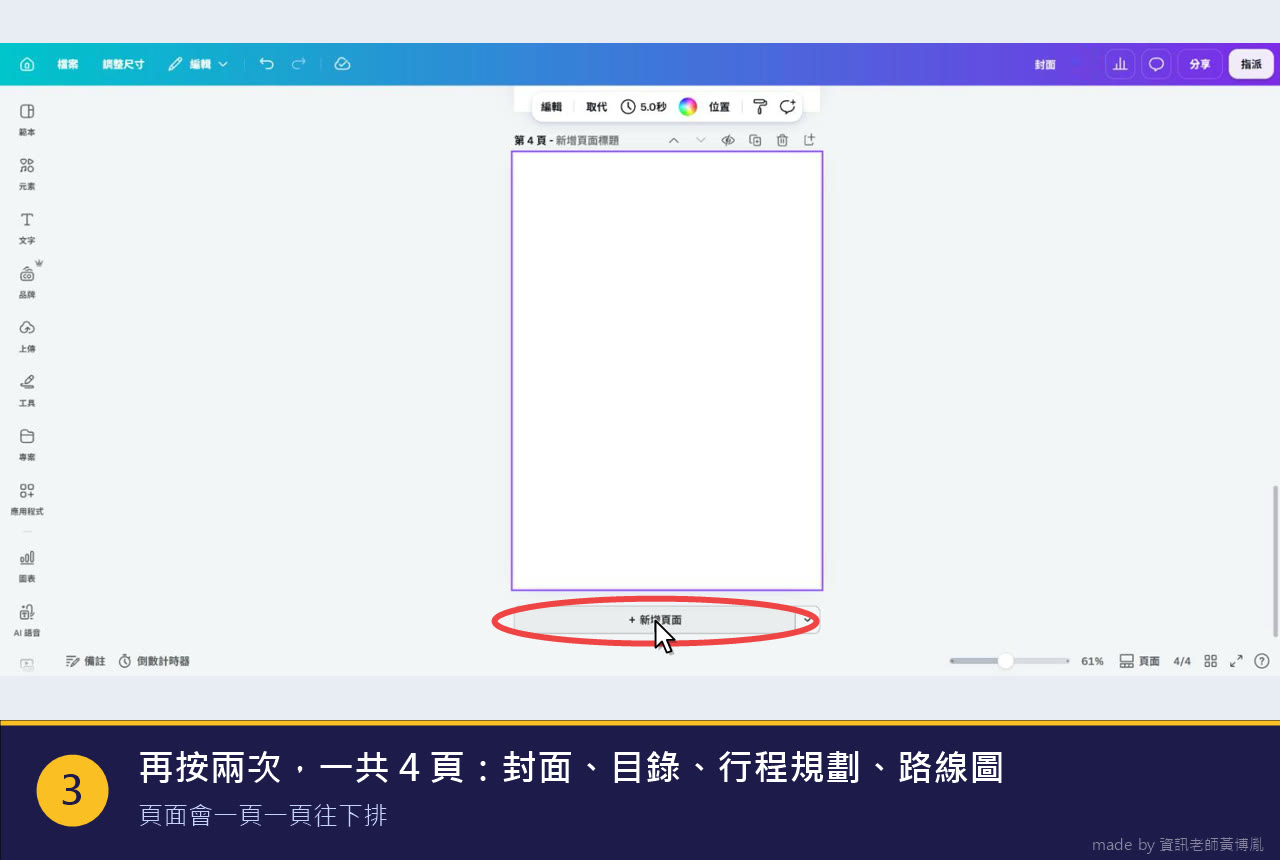 檔案 調整尺寸 編輯 封面 分享 指派
編輯 取代 5.0秒 位置
第 4 頁 - 新增頁面標題
範本
元素
文字
品牌
上傳
工具
專案
應用程式
圖表
AI 語音
+ 新增頁面
備註 倒數計時器 61% 頁面 4/4
3
再按兩次，一共 4 頁：封面、目錄、行程規劃、路線圖
頁面會一頁一頁往下排
made by 資訊老師黃博胤